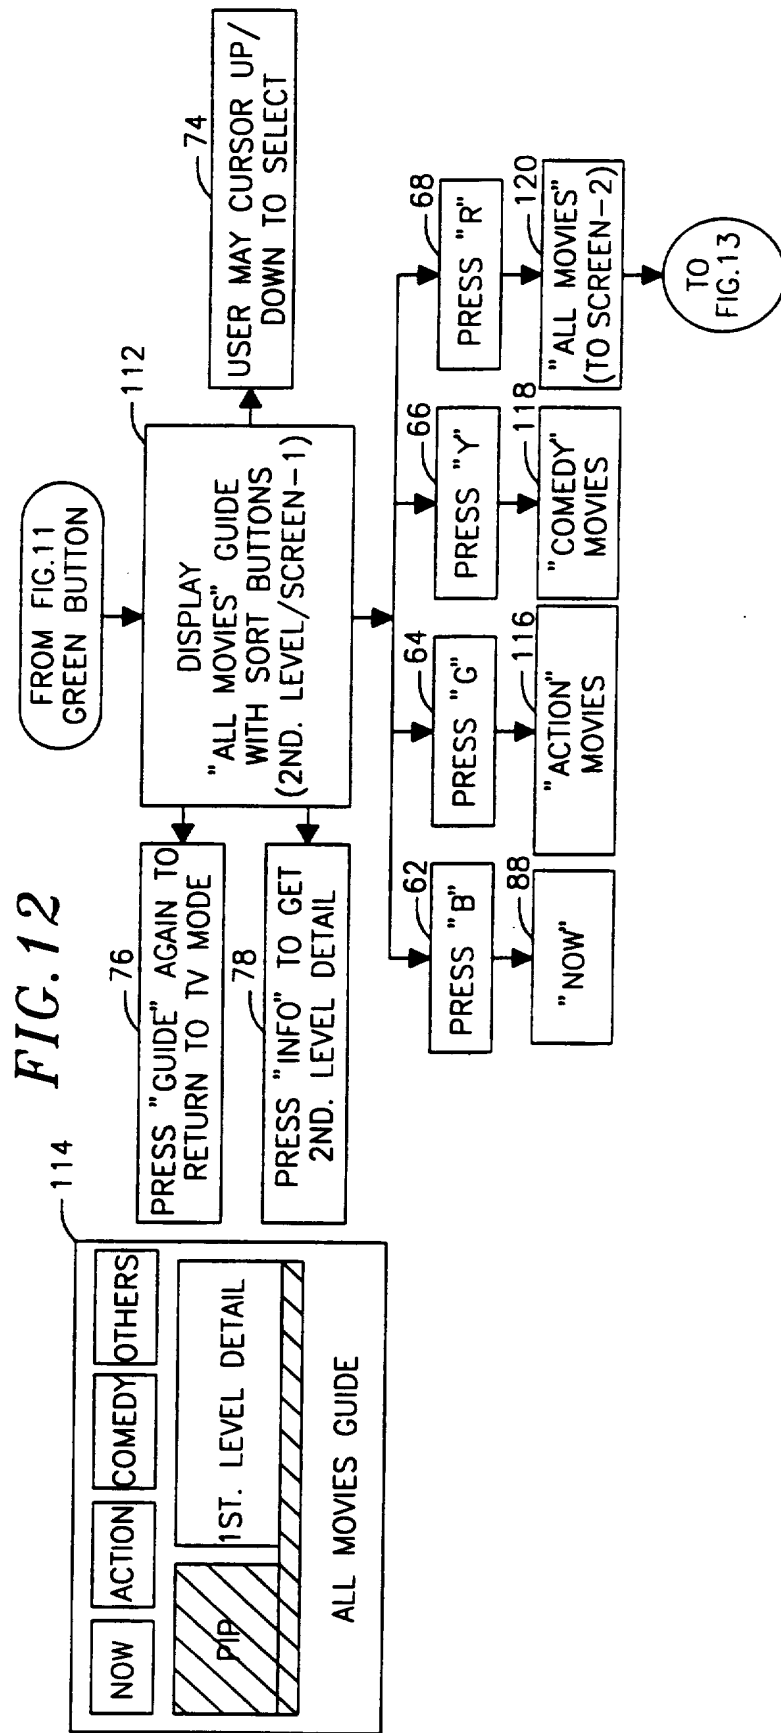 FIG.12
114
NOW
ACTION
COMEDY
OTHERS
PIP
1ST. LEVEL DETAIL
ALL MOVIES GUIDE
FROM FIG.11
GREEN BUTTON
112
DISPLAY
"ALL MOVIES" GUIDE
WITH SORT BUTTONS
(2ND. LEVEL/SCREEN-1)
76
PRESS "GUIDE" AGAIN TO
RETURN TO TV MODE
78
PRESS "INFO" TO GET
2ND. LEVEL DETAIL
74
USER MAY CURSOR UP/
DOWN TO SELECT
62
PRESS "B"
88
"NOW"
64
PRESS "G"
116
"ACTION"
MOVIES
66
PRESS "Y"
118
"COMEDY"
MOVIES
68
PRESS "R"
120
"ALL MOVIES"
(TO SCREEN-2)
TO
FIG.13